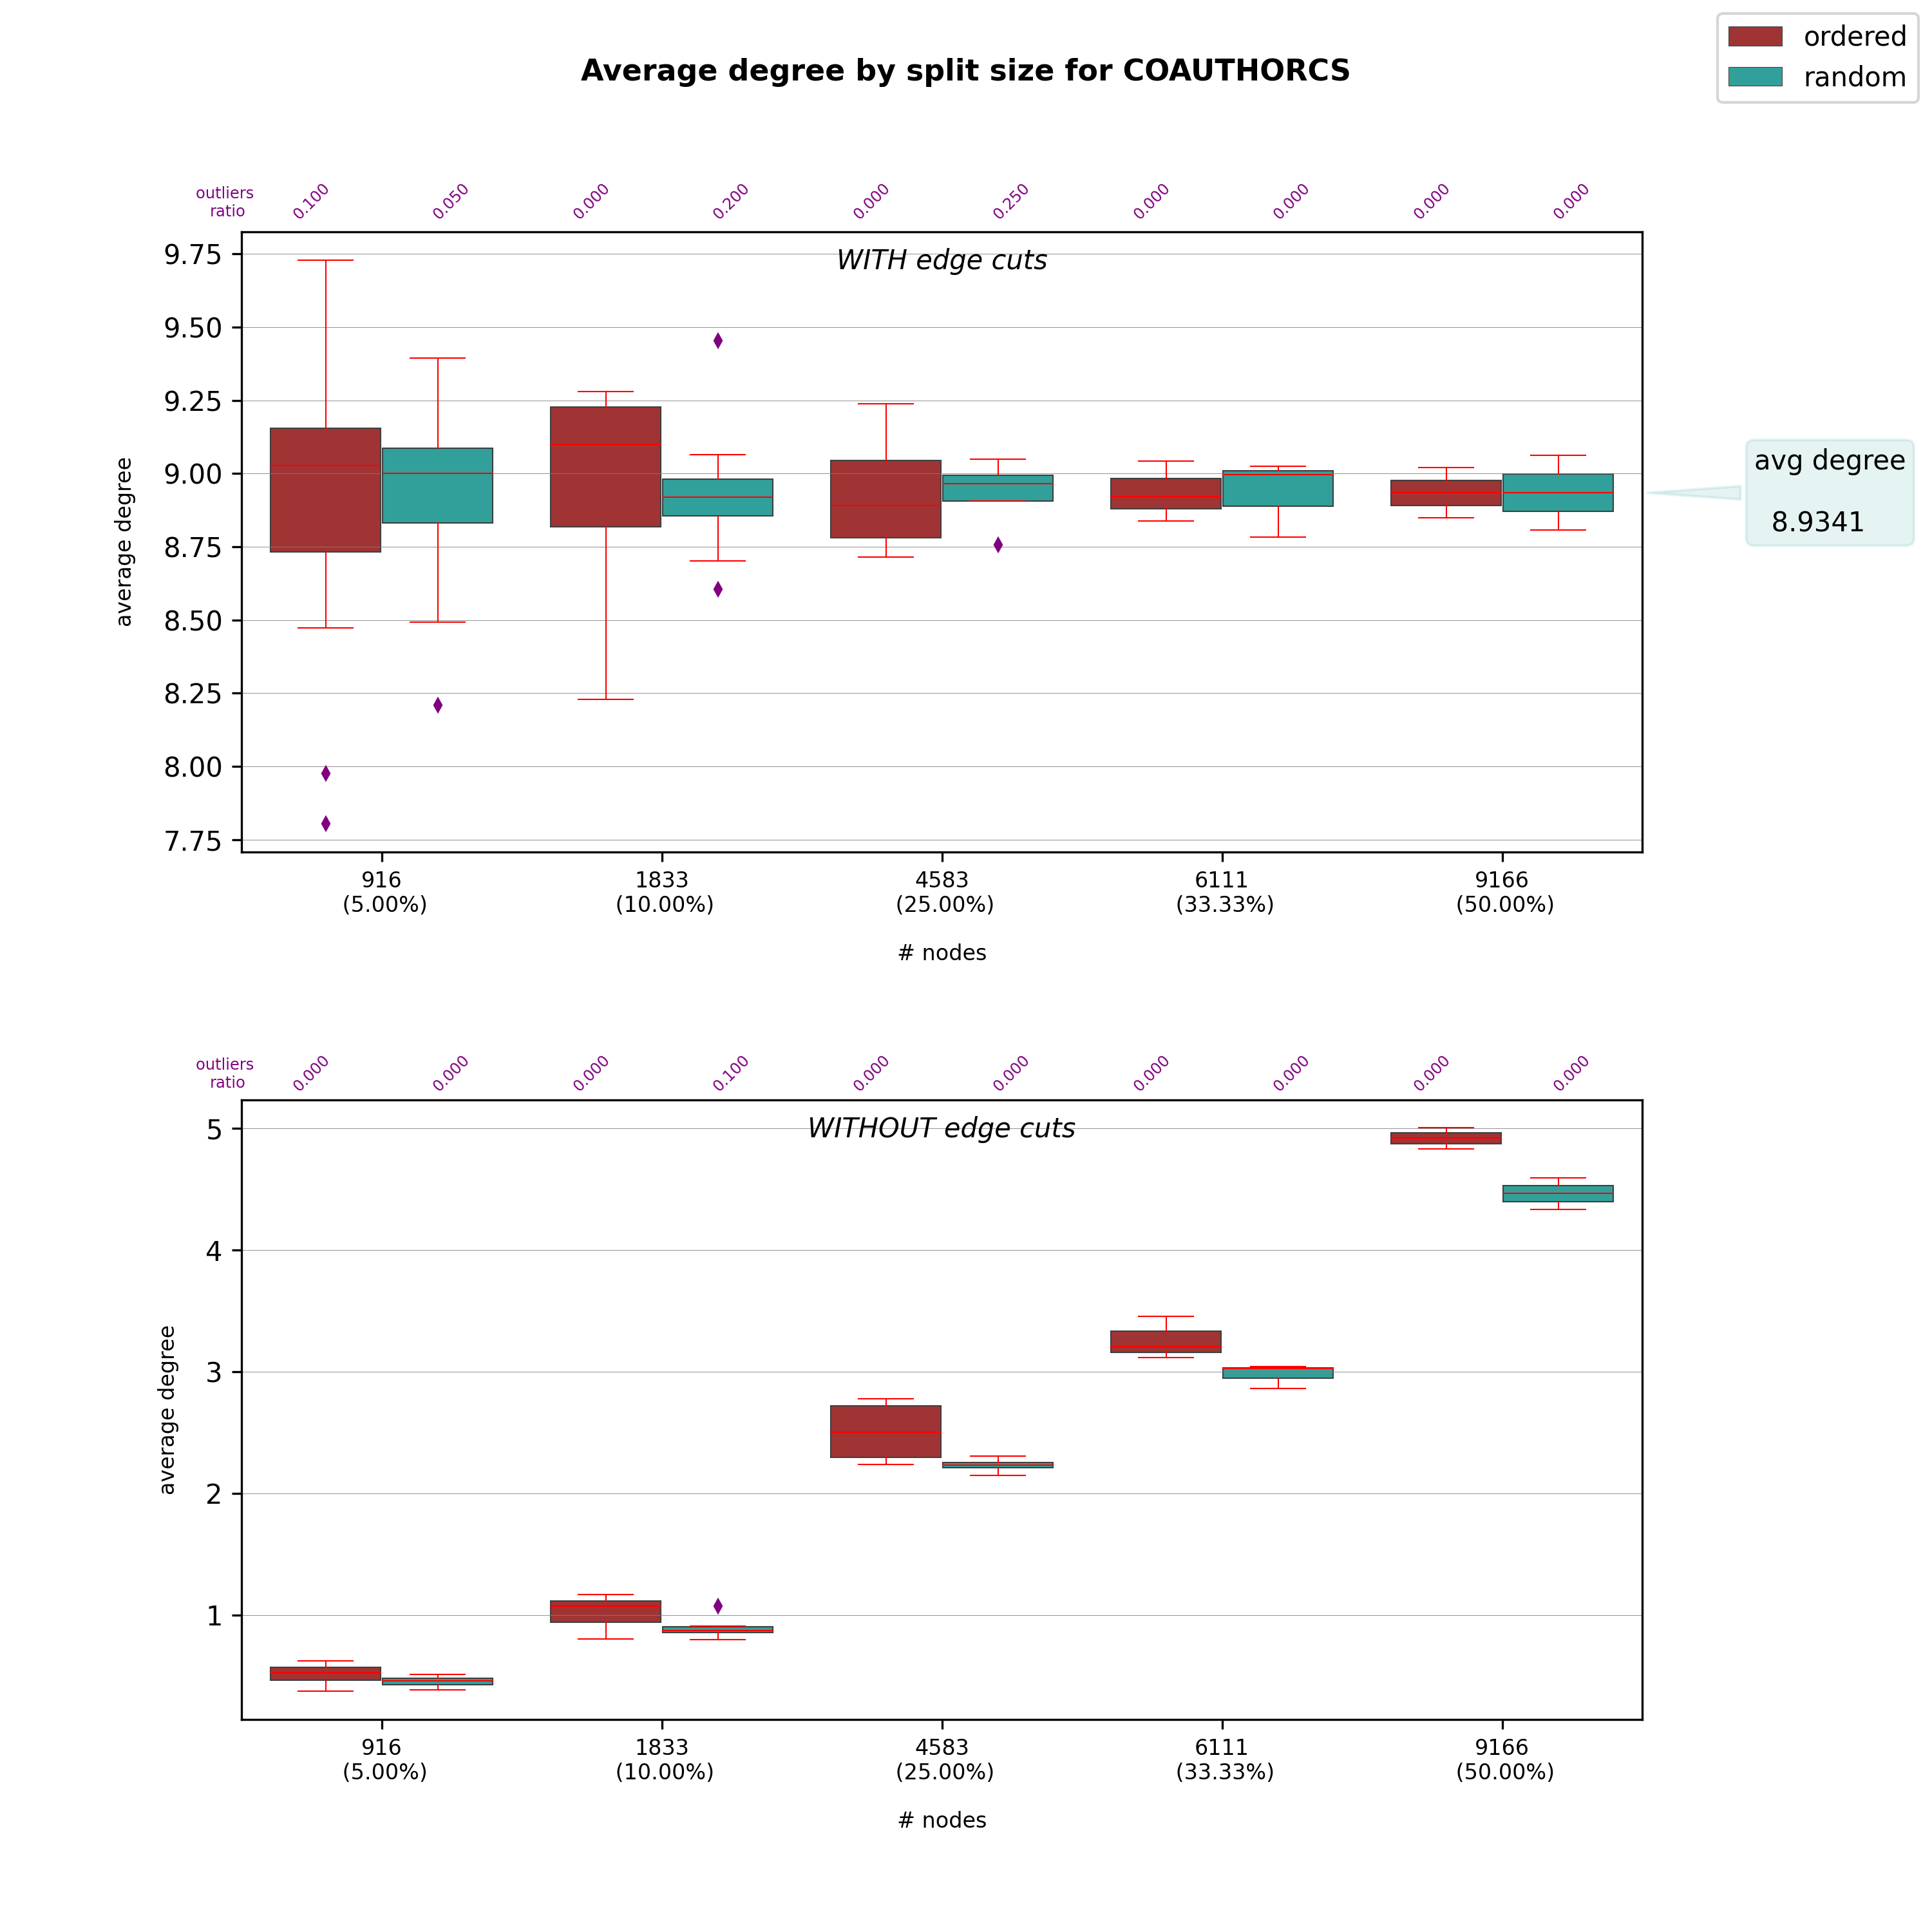 ordered
random
Average degree by split size for COAUTHORCS
outliers
ratio
0.100 0.050 0.000 0.200 0.000 0.250 0.000 0.000 0.000 0.000
WITH edge cuts
9.75
9.50
9.25
9.00
8.75
8.50
8.25
8.00
7.75
average degree
avg degree
8.9341
916 1833 4583 6111 9166
(5.00%) (10.00%) (25.00%) (33.33%) (50.00%)
# nodes
outliers
ratio
0.000 0.000 0.000 0.100 0.000 0.000 0.000 0.000 0.000 0.000
WITHOUT edge cuts
5
4
3
2
1
average degree
916 1833 4583 6111 9166
(5.00%) (10.00%) (25.00%) (33.33%) (50.00%)
# nodes